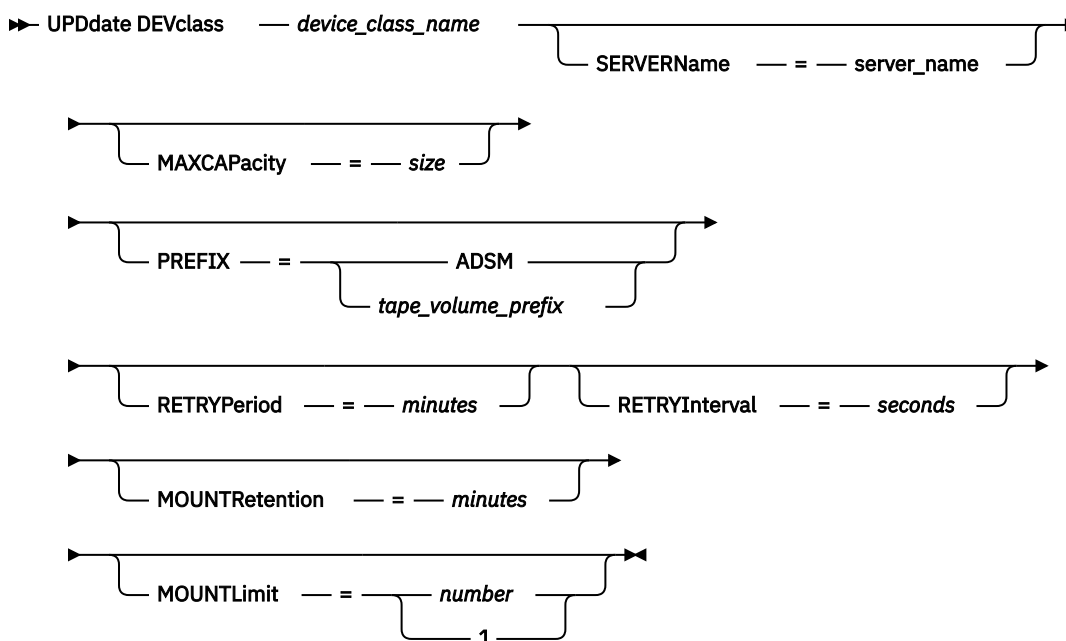 UPDdate DEVclass device_class_name
SERVERName = server_name
MAXCAPacity = size
PREFIX = ADSM
tape_volume_prefix
RETRYPeriod = minutes RETRYInterval = seconds
MOUNTRetention = minutes
MOUNTLimit = number
1